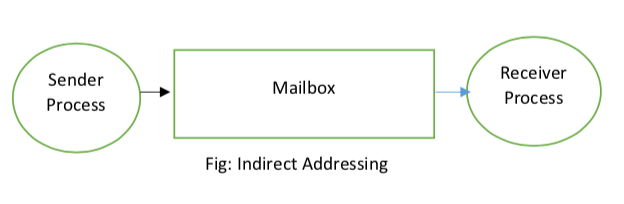 Sender
Process
Mailbox
Receiver
Process
Fig: Indirect Addressing